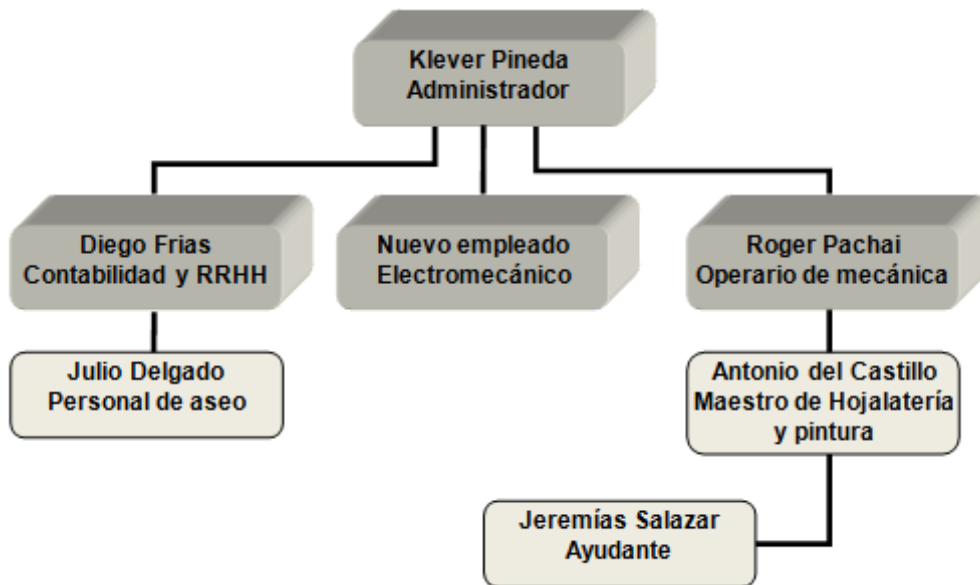 Klever Pineda
Administrador
Diego Frias
Contabilidad y RRHH
Nuevo empleado
Electromecánico
Roger Pachai
Operario de mecánica
Julio Delgado
Personal de aseo
Antonio del Castillo
Maestro de Hojalatería
y pintura
Jeremías Salazar
Ayudante